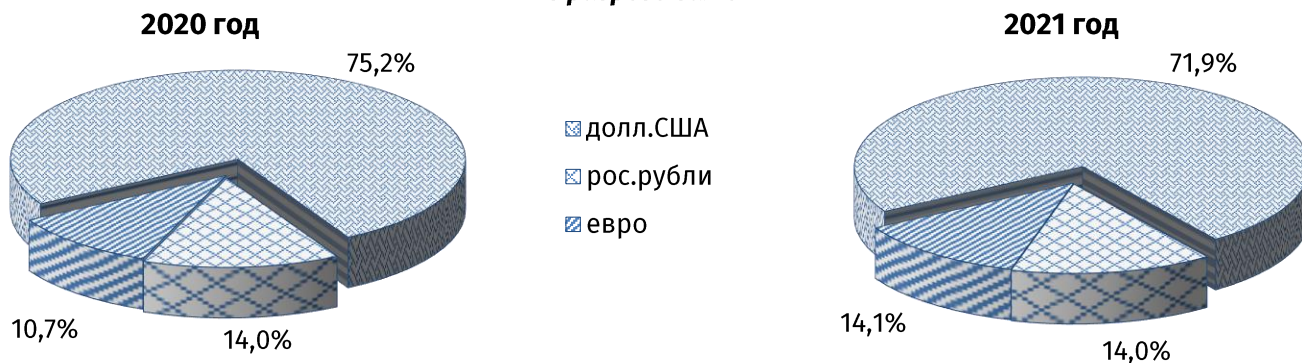 2020 год
2021 год
75,2%
71,9%
долл.США
рос.рубли
евро
10,7%
14,0%
14,1%
14,0%